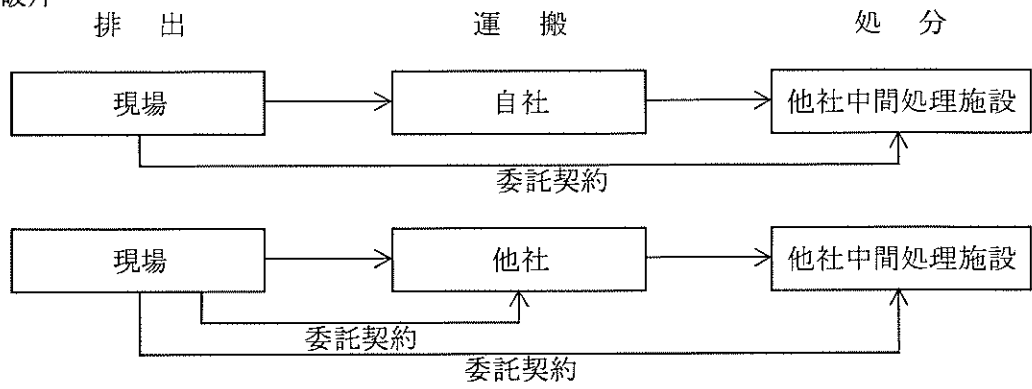 排 出 運 搬 処 分
現場 自社 他社中間処理施設
委託契約
現場 他社 他社中間処理施設
委託契約
委託契約